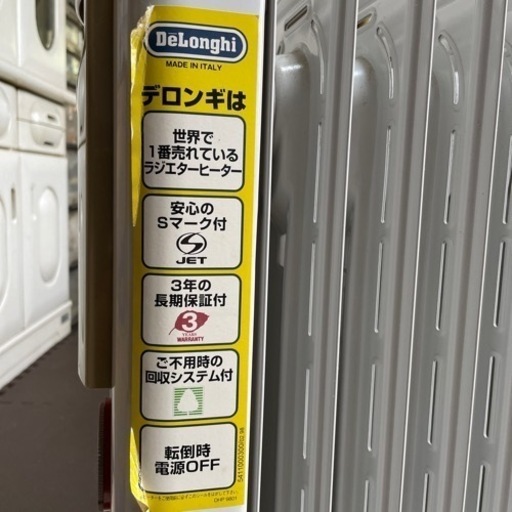 DeLonghi
MADE IN ITALY
デロンギは
世界で
1番売れている
ラジエターヒーター
安心の
Sマーク付
S
JET
3年の
長期保証付
3
YEARS
WARRANTY
ご不用時の
回収システム付
転倒時
電源OFF